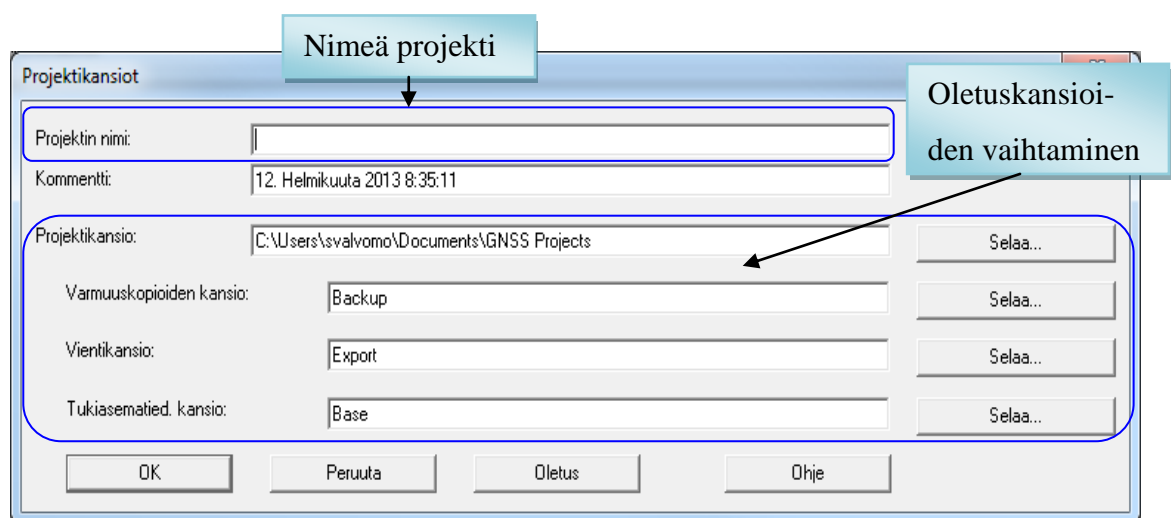 Nimeä projekti
Projektikansiot
Oletuskansioi-
den vaihtaminen
Projektin nimi:
Kommentti: 12. Helmikuuta 2013 8:35:11
Projektikansio: C:\Users\svalvomo\Documents\GNSS Projects Selaa...
Varmuuskopioiden kansio: Backup Selaa...
Vientikansio: Export Selaa...
Tukiasematied. kansio: Base Selaa...
OK Peruuta Oletus Ohje